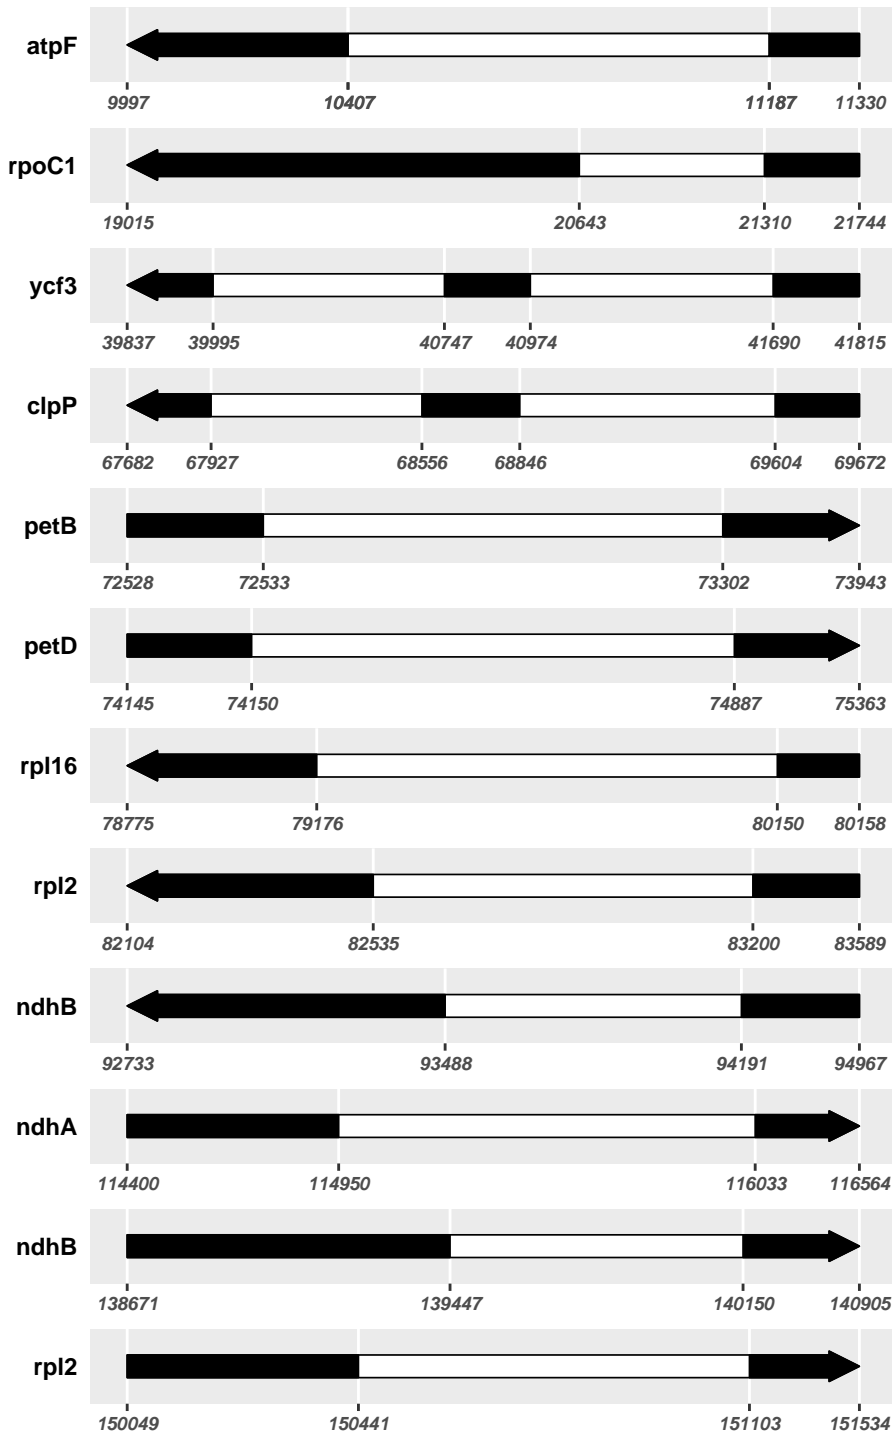 atpF
9997 10407 11187 11330
rpoC1
19015 20643 21310 21744
ycf3
39837 39995 40747 40974 41690 41815
clpP
67682 67927 68556 68846 69604 69672
petB
72528 72533 73302 73943
petD
74145 74150 74887 75363
rpl16
78775 79176 80150 80158
rpl2
82104 82535 83200 83589
ndhB
92733 93488 94191 94967
ndhA
114400 114950 116033 116564
ndhB
138671 139447 140150 140905
rpl2
150049 150441 151103 151534